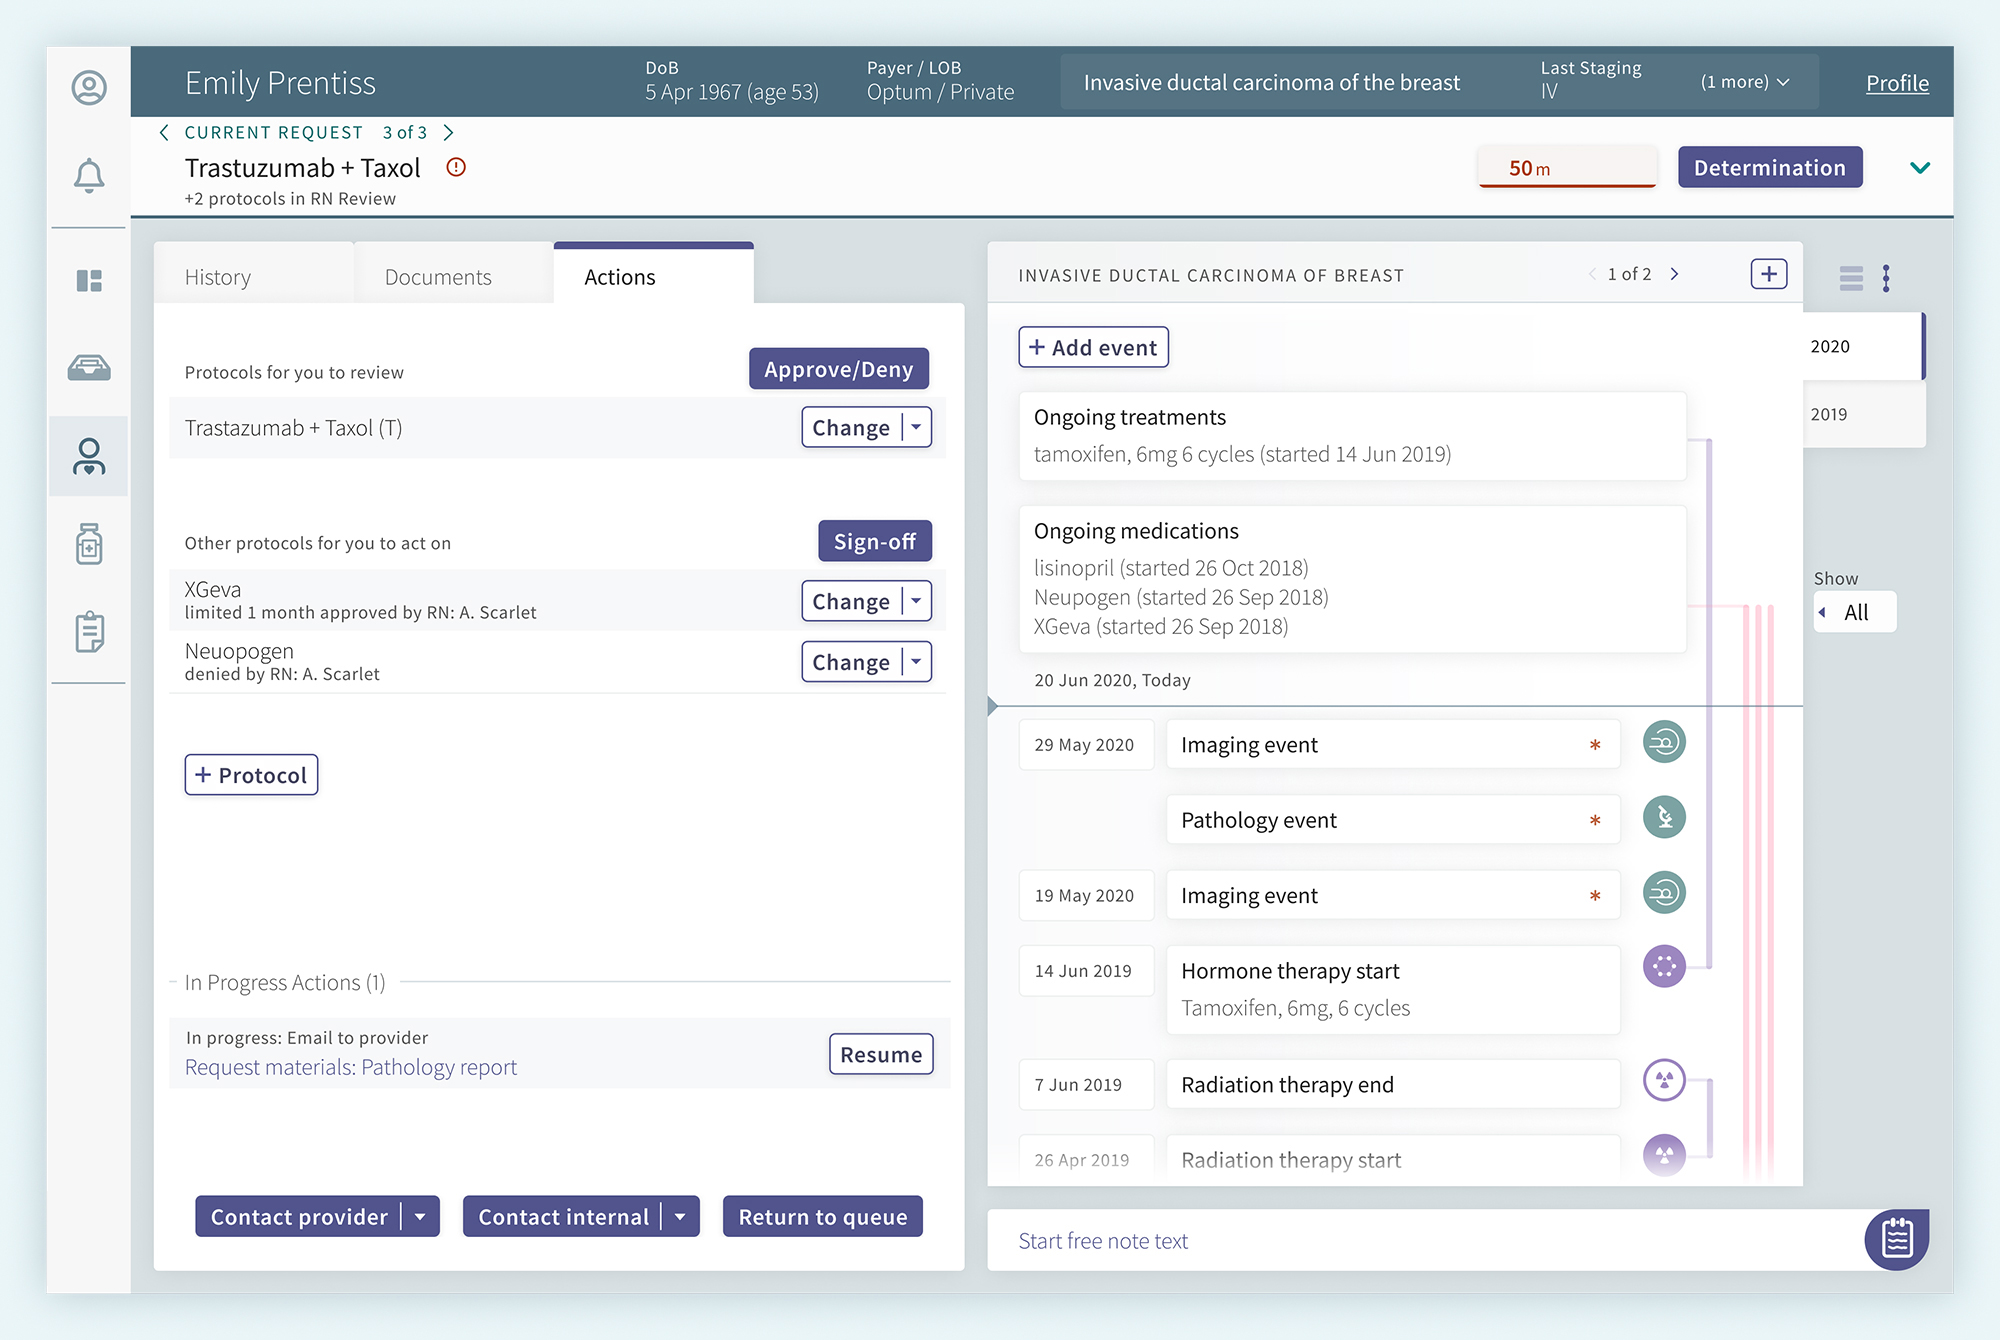 Emily Prentiss
DoB
5 Apr 1967 (age 53)
Payer / LOB
Optum / Private
Invasive ductal carcinoma of the breast
Last Staging
IV
(1 more)
Profile
CURRENT REQUEST 3 of 3
Trastuzumab + Taxol
+2 protocols in RN Review
50 m
Determination
History
Documents
Actions
Protocols for you to review
Approve/Deny
Trastazumab + Taxol (T)
Change
Other protocols for you to act on
Sign-off
XGeva
limited 1 month approved by RN: A. Scarlet
Change
Neuopogen
denied by RN: A. Scarlet
Change
+ Protocol
In Progress Actions (1)
In progress: Email to provider
Request materials: Pathology report
Resume
Contact provider
Contact internal
Return to queue
INVASIVE DUCTAL CARCINOMA OF BREAST
1 of 2
+
+ Add event
Ongoing treatments
tamoxifen, 6mg 6 cycles (started 14 Jun 2019)
Ongoing medications
lisinopril (started 26 Oct 2018)
Neupogen (started 26 Sep 2018)
XGeva (started 26 Sep 2018)
20 Jun 2020, Today
29 May 2020
Imaging event *
Pathology event *
19 May 2020
Imaging event *
14 Jun 2019
Hormone therapy start
Tamoxifen, 6mg, 6 cycles
7 Jun 2019
Radiation therapy end
26 Apr 2019
Radiation therapy start
2020
2019
Show
All
Start free note text